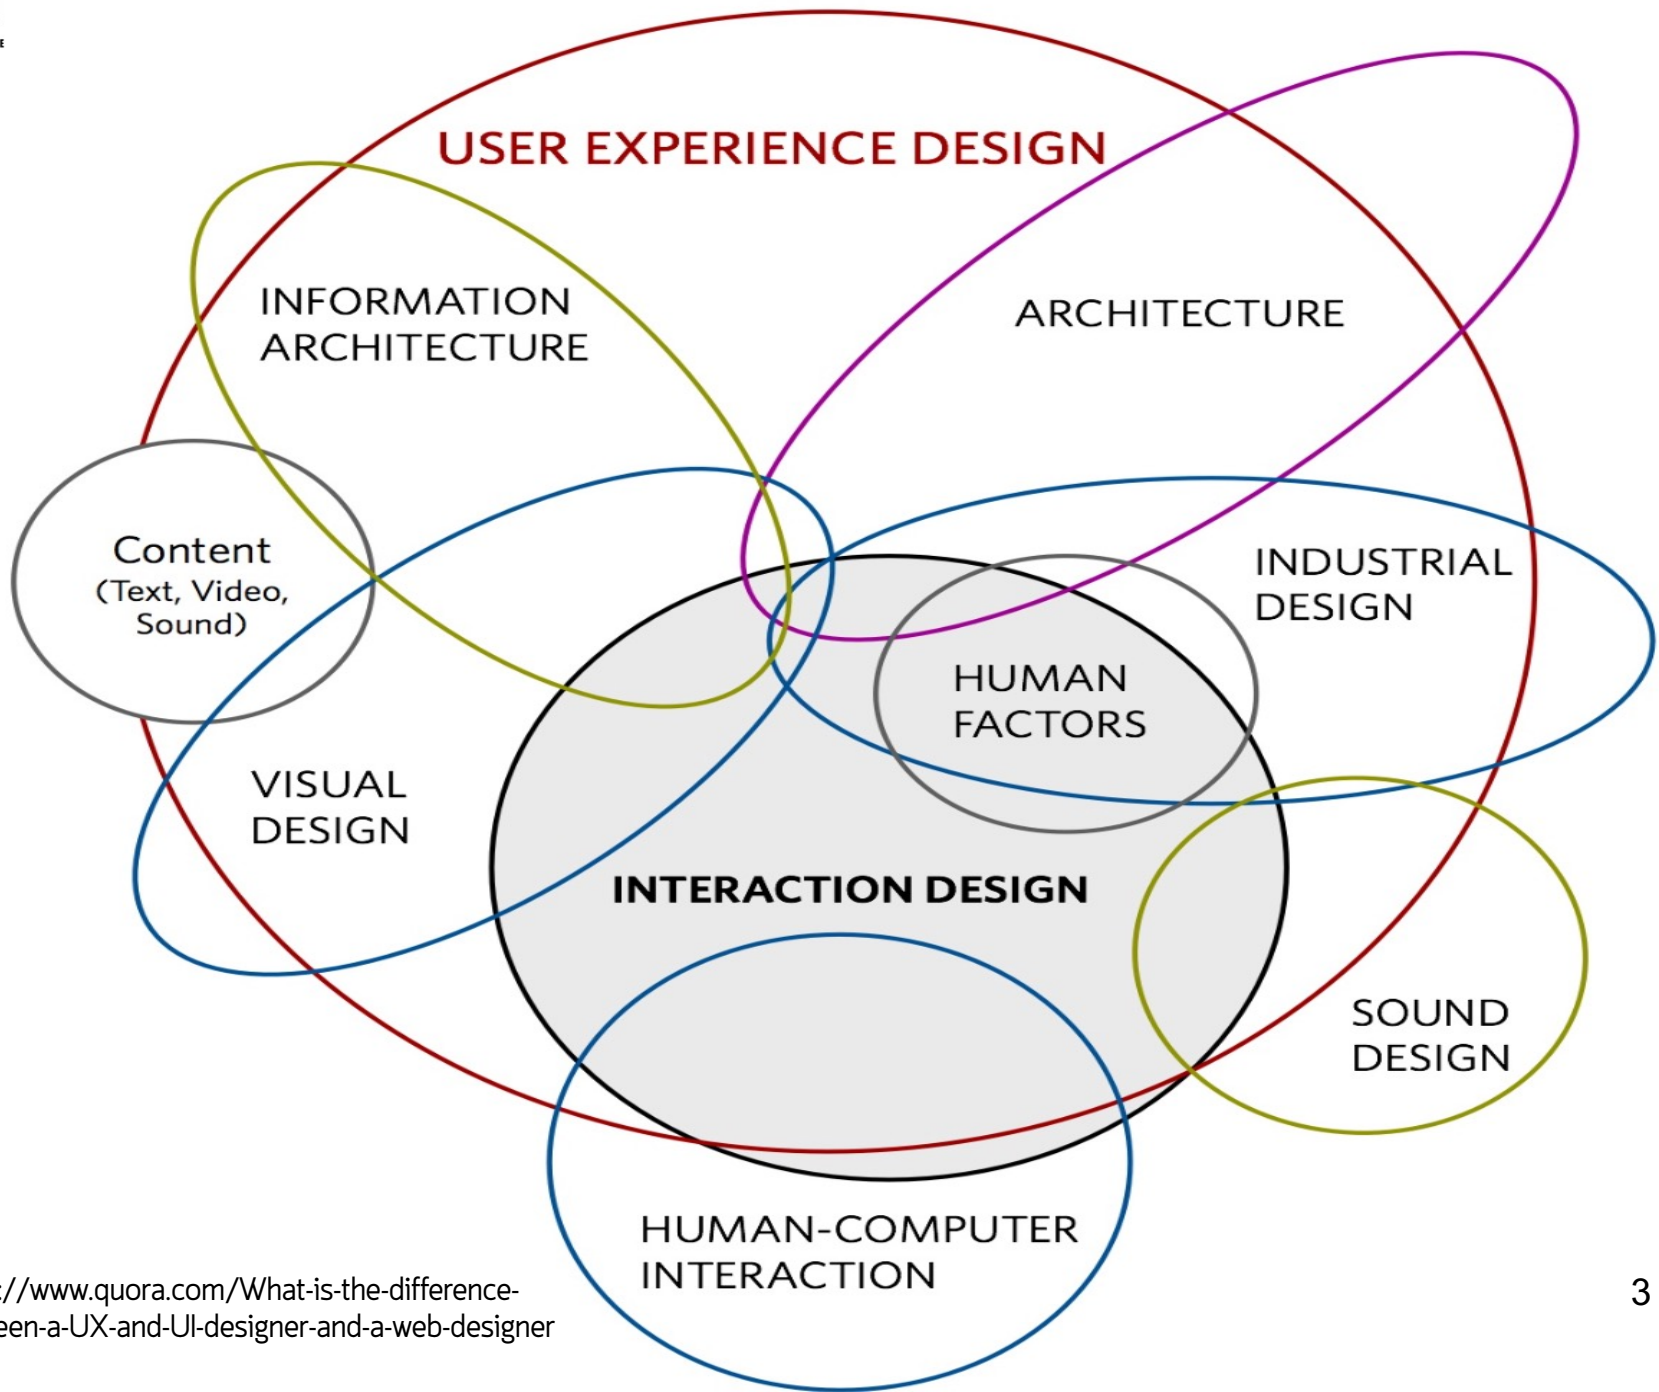 E
USER EXPERIENCE DESIGN
INFORMATION
ARCHITECTURE
ARCHITECTURE
Content
(Text, Video,
Sound)
INDUSTRIAL
DESIGN
HUMAN
FACTORS
VISUAL
DESIGN
INTERACTION DESIGN
SOUND
DESIGN
HUMAN-COMPUTER
INTERACTION
://www.quora.com/What-is-the-difference-
een-a-UX-and-UI-designer-and-a-web-designer
3